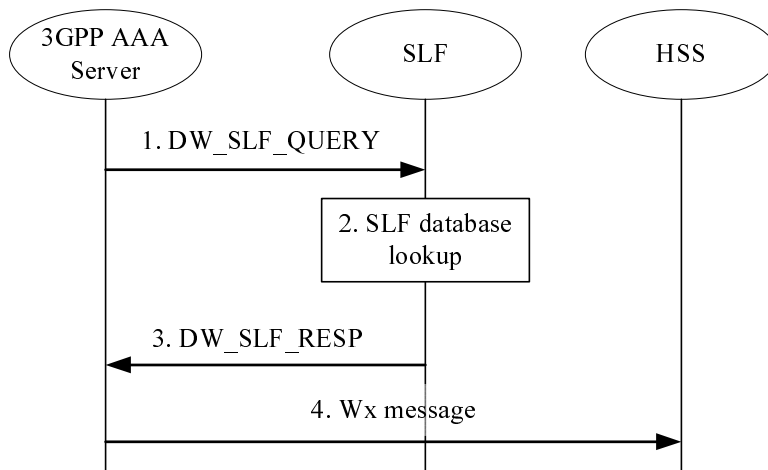 3GPP AAA
Server
SLF
HSS
1. DW_SLF_QUERY
2. SLF database
lookup
3. DW_SLF_RESP
4. Wx message